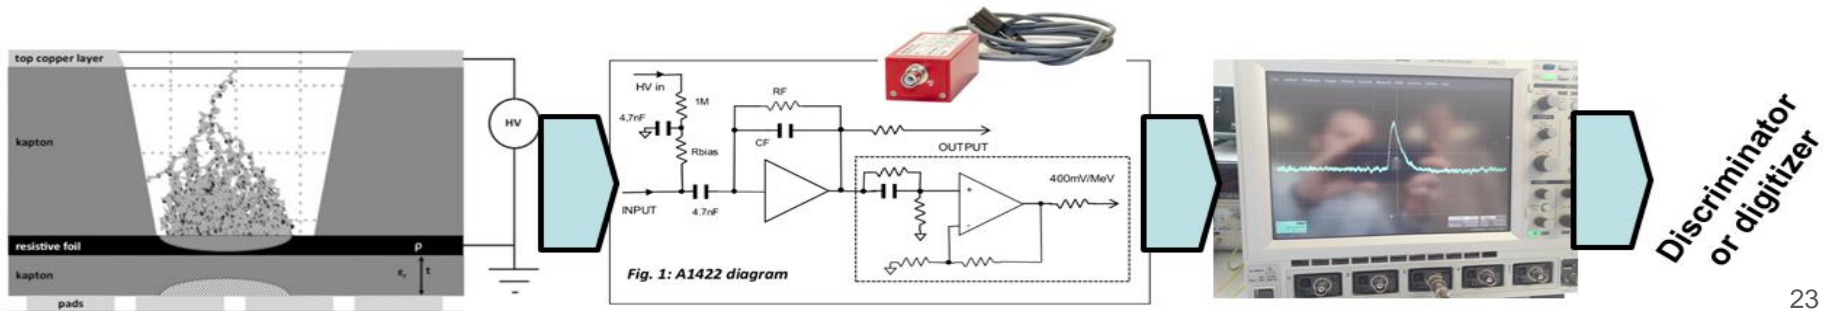 top copper layer
kapton
resistive foil
ρ
kapton
εr
t
pads
HV
HV in
1M
4,7nF
Rbias
RF
CF
OUTPUT
INPUT
4.7nF
400mV/MeV
+
-
Fig. 1: A1422 diagram
Discriminator
or digitizer
23